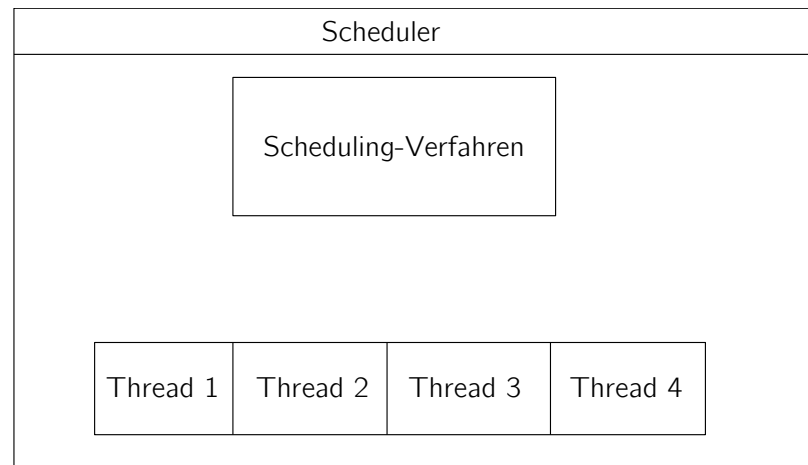 Scheduler
Scheduling-Verfahren
Thread 1 Thread 2 Thread 3 Thread 4